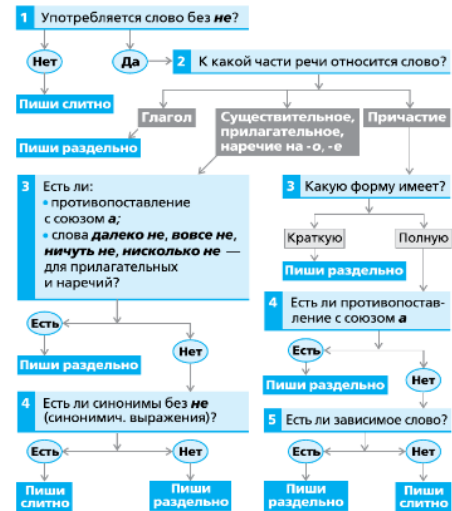 1 Употребляется слово без не?
Нет
Да
2 К какой части речи относится слово?
Пиши слитно
Глагол
Существительное,
прилагательное,
наречие на -о, -е
Причастие
Пиши раздельно
3 Есть ли:
• противопоставление
с союзом а;
• слова далеко не, вовсе не,
ничуть не, нисколько не —
для прилагательных
и наречий?
Есть
Нет
Пиши раздельно
4 Есть ли синонимы без не
(синонимич. выражения)?
Есть
Нет
Пиши
слитно
Пиши
раздельно
3 Какую форму имеет?
Краткую
Полную
Пиши раздельно
4 Есть ли противопостав-
ление с союзом а
Есть
Нет
Пиши раздельно
5 Есть ли зависимое слово?
Есть
Нет
Пиши
раздельно
Пиши
слитно